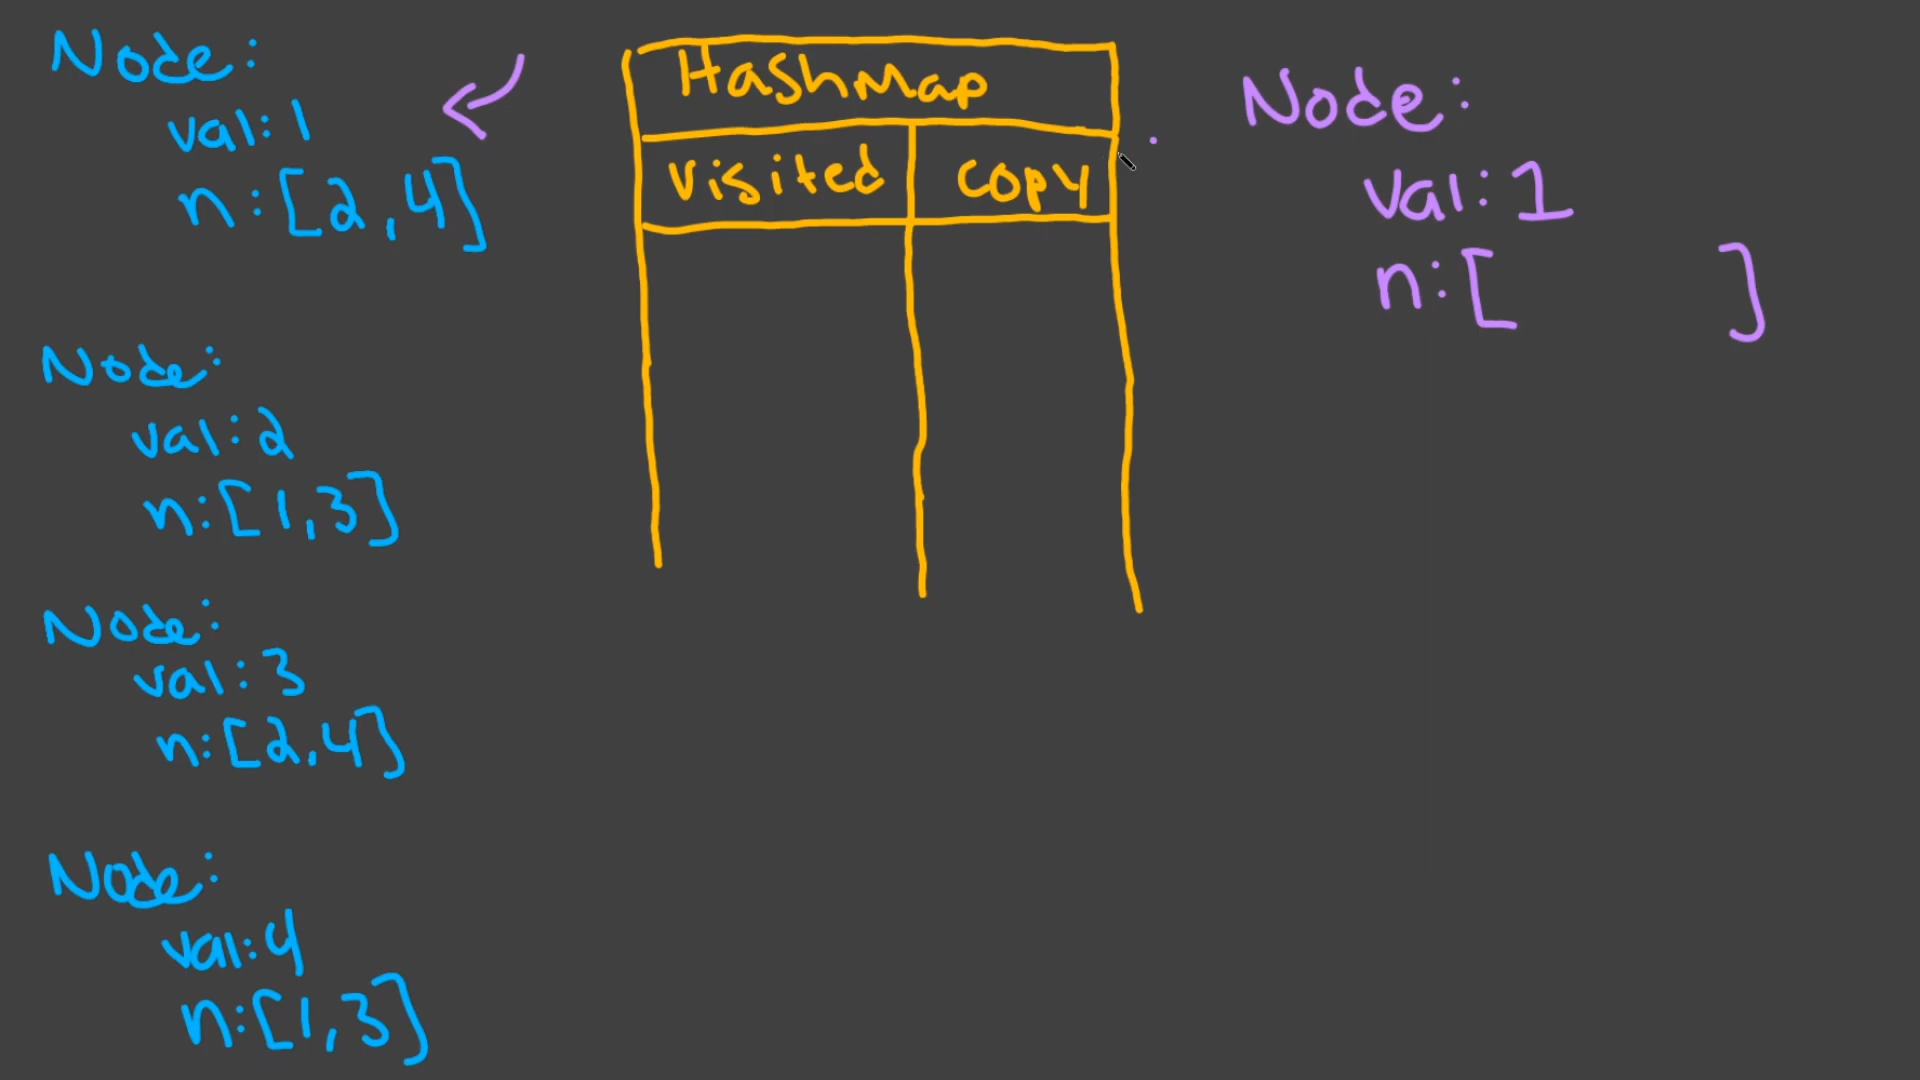 Node:
val: 1
n: [2,4]
Node:
val: 2
n: [1,3]
Node:
val: 3
n: [2,4]
Node:
val: 4
n: [1,3]
HashMap
visited copy
Node:
val: 1
n: [ ]